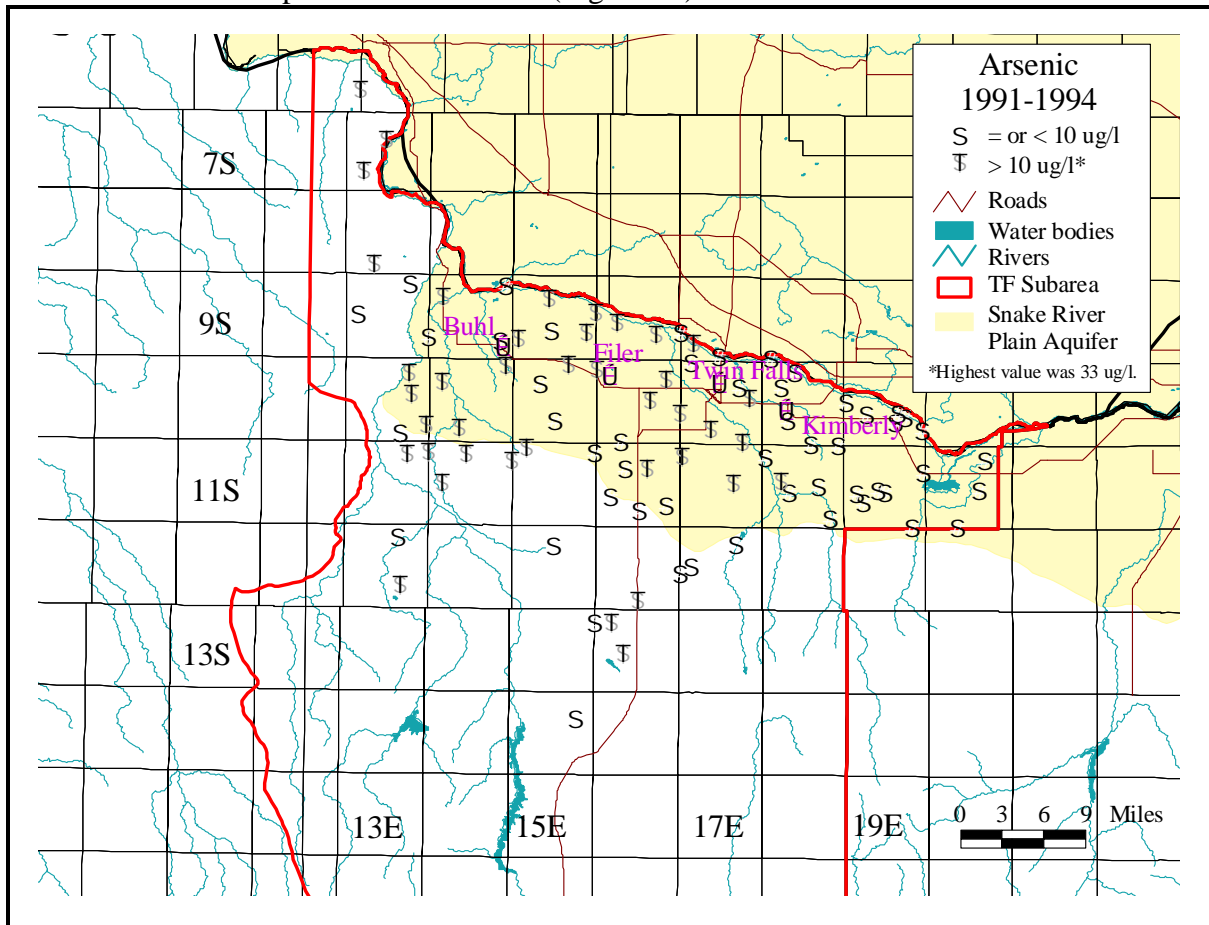 Arsenic
1991-1994
S = or < 10 ug/l
T > 10 ug/l*
Roads
Water bodies
Rivers
TF Subarea
Snake River
Plain Aquifer
*Highest value was 33 ug/l.
7S
9S
Buhl
Filer
Twin Falls
Kimberly
11S
13S
13E
15E
17E
19E
0 3 6 9 Miles